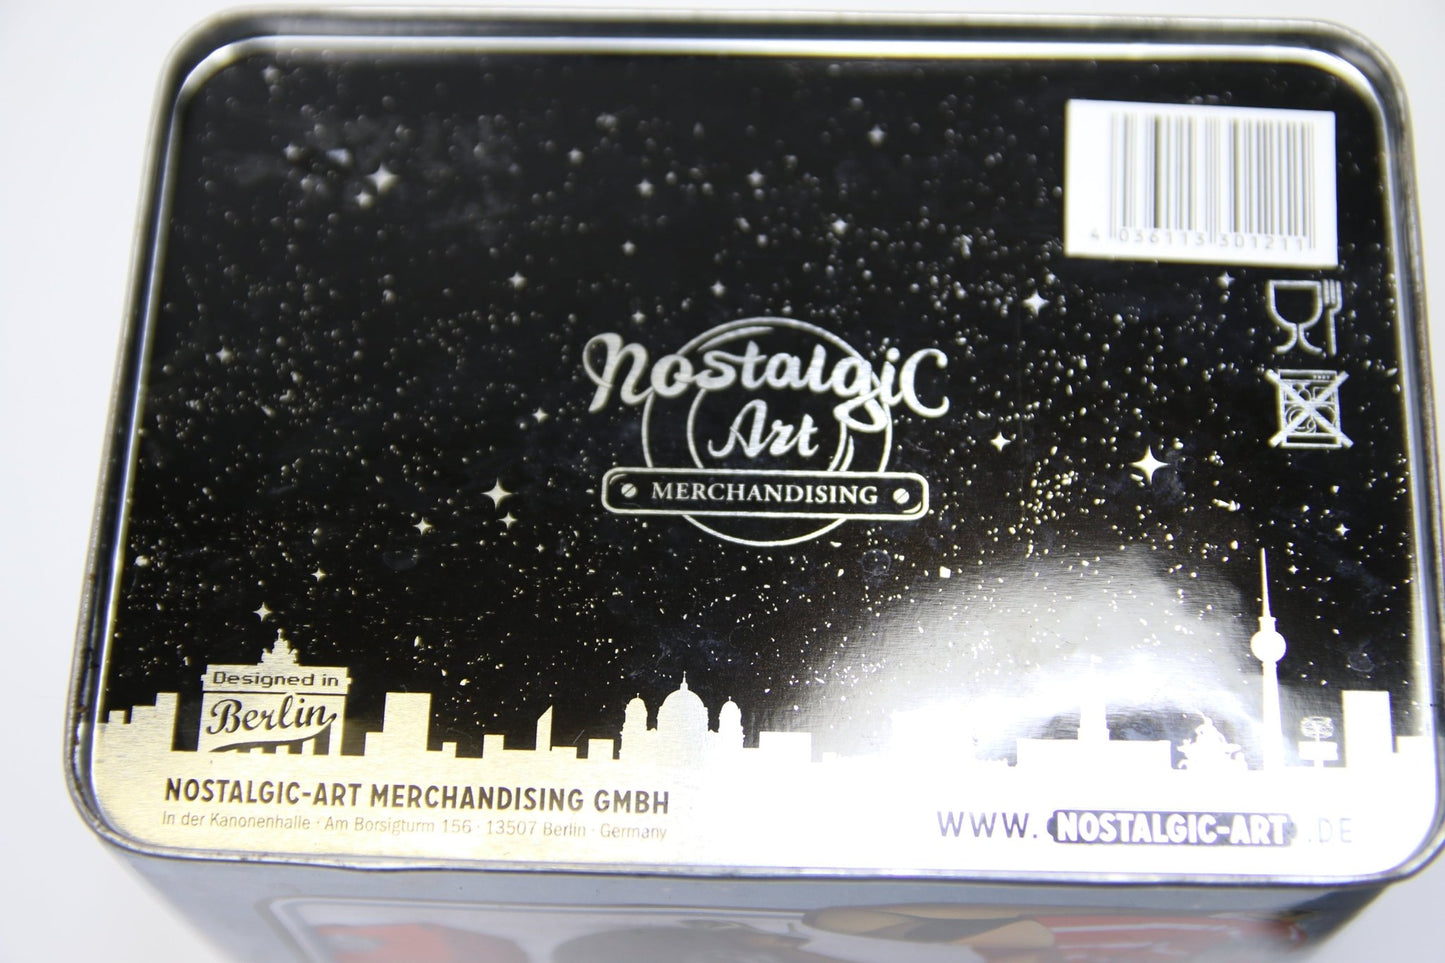 4 036113 301211
Nostalgic
Art
MERCHANDISING
Designed in
Berlin
NOSTALGIC-ART MERCHANDISING GMBH
In der Kanonenhalle · Am Borsigturm 156 · 13507 Berlin · Germany
WWW. NOSTALGIC-ART .DE